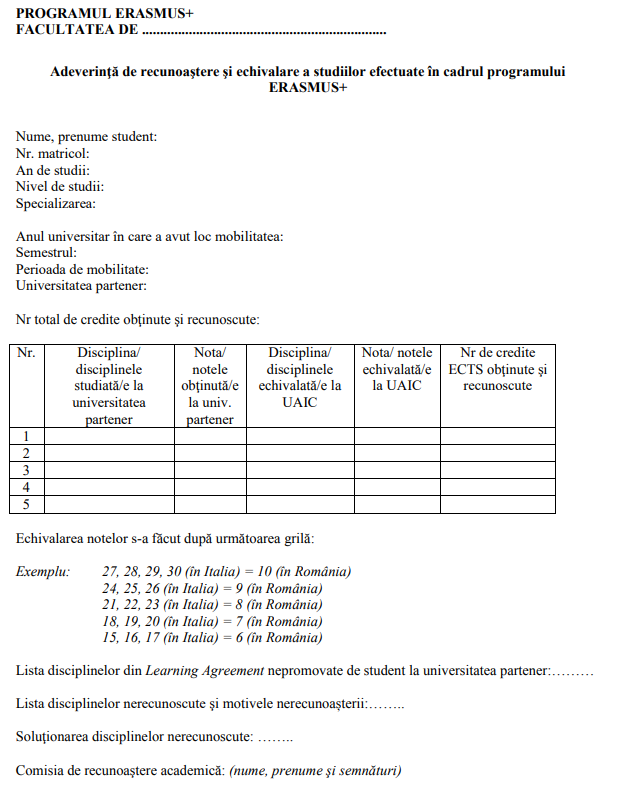 PROGRAMUL ERASMUS+
FACULTATEA DE ....................................................................
Adeverinţă de recunoaştere şi echivalare a studiilor efectuate în cadrul programului
ERASMUS+
Nume, prenume student:
Nr. matricol:
An de studii:
Nivel de studii:
Specializarea:
Anul universitar în care a avut loc mobilitatea:
Semestrul:
Perioada de mobilitate:
Universitatea partener:
Nr total de credite obținute și recunoscute:
Nr.
Disciplina/
disciplinele
studiată/e la
universitatea
partener
Nota/
notele
obținută/e
la univ.
partener
Disciplina/
disciplinele
echivalată/e la
UAIC
Nota/ notele
echivalată/e
la UAIC
Nr de credite
ECTS obținute și
recunoscute
1
2
3
4
5
Echivalarea notelor s-a făcut după următoarea grilă:
Exemplu: 27, 28, 29, 30 (în Italia) = 10 (în România)
24, 25, 26 (în Italia) = 9 (în România)
21, 22, 23 (în Italia) = 8 (în România)
18, 19, 20 (în Italia) = 7 (în România)
15, 16, 17 (în Italia) = 6 (în România)
Lista disciplinelor din Learning Agreement nepromovate de student la universitatea partener:………
Lista disciplinelor nerecunoscute și motivele nerecunoașterii:……..
Soluționarea disciplinelor nerecunoscute: ……..
Comisia de recunoaştere academică: (nume, prenume şi semnături)